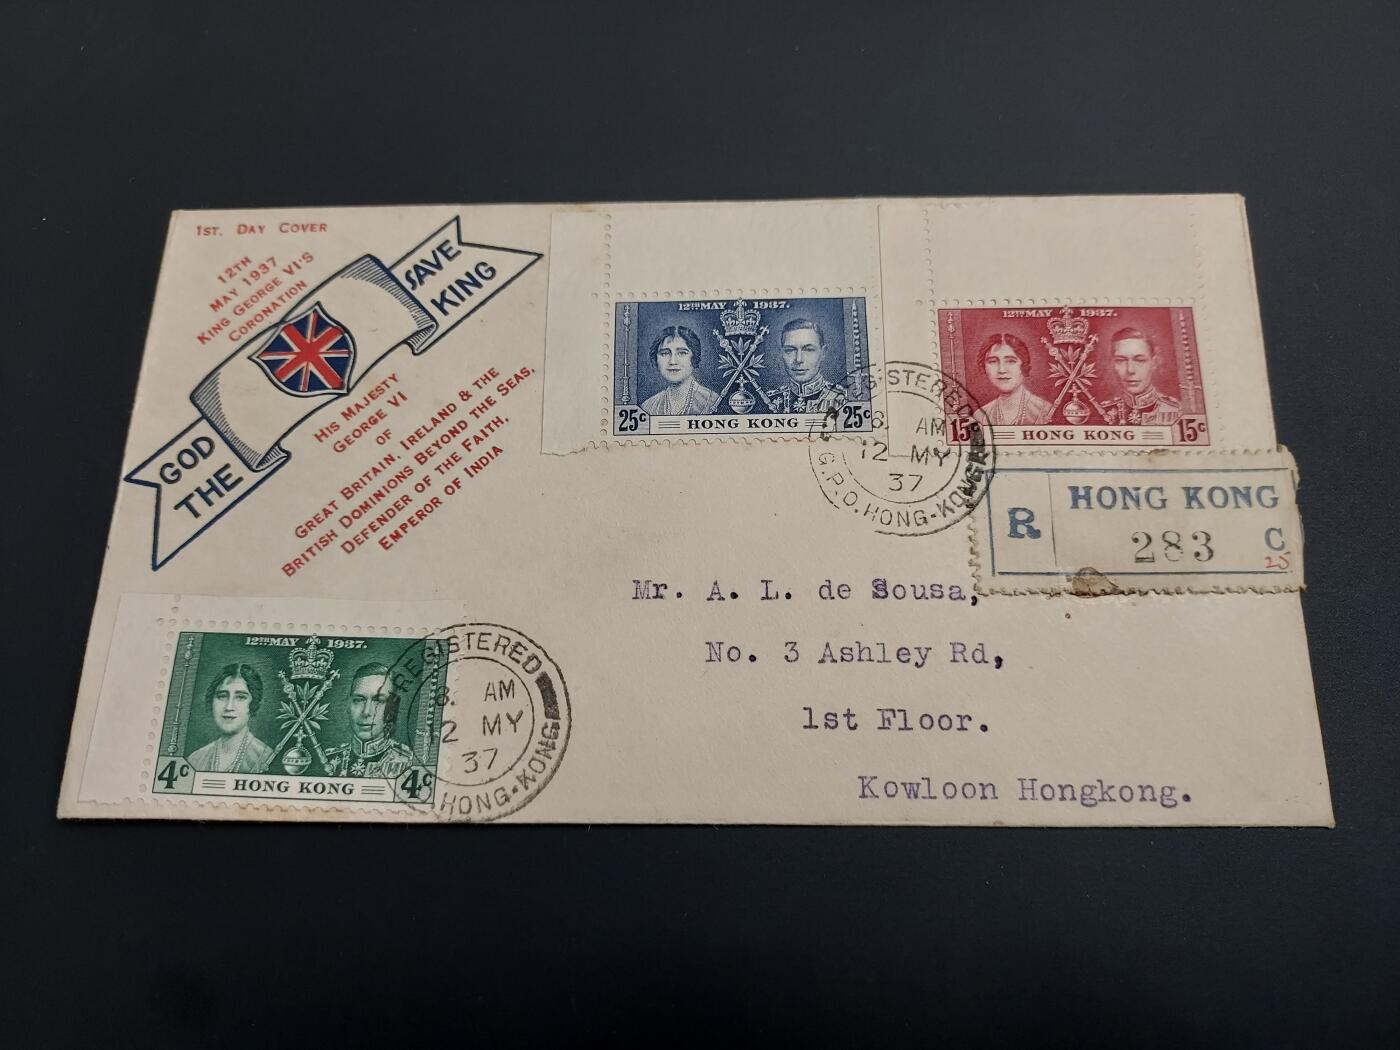 1ST. DAY COVER
12TH
MAY 1937
KING GEORGE VI'S
CORONATION
GOD SAVE
THE KING
HIS MAJESTY
GEORGE VI
OF
GREAT BRITAIN, IRELAND & THE
BRITISH DOMINIONS BEYOND THE SEAS,
DEFENDER OF THE FAITH,
EMPEROR OF INDIA
12TH MAY 1937.
25c HONG KONG 25c
12TH MAY 1937.
15c HONG KONG 15c
REGISTERED
8. AM
12 MY
37
G.P.O. HONG-KONG
R HONG KONG
283 C
25
Mr. A. L. de Sousa,
No. 3 Ashley Rd,
1st Floor.
Kowloon Hongkong.
12TH MAY 1937.
4c HONG KONG 4c
REGISTERED
8. AM
12 MY
37
HONG-KONG